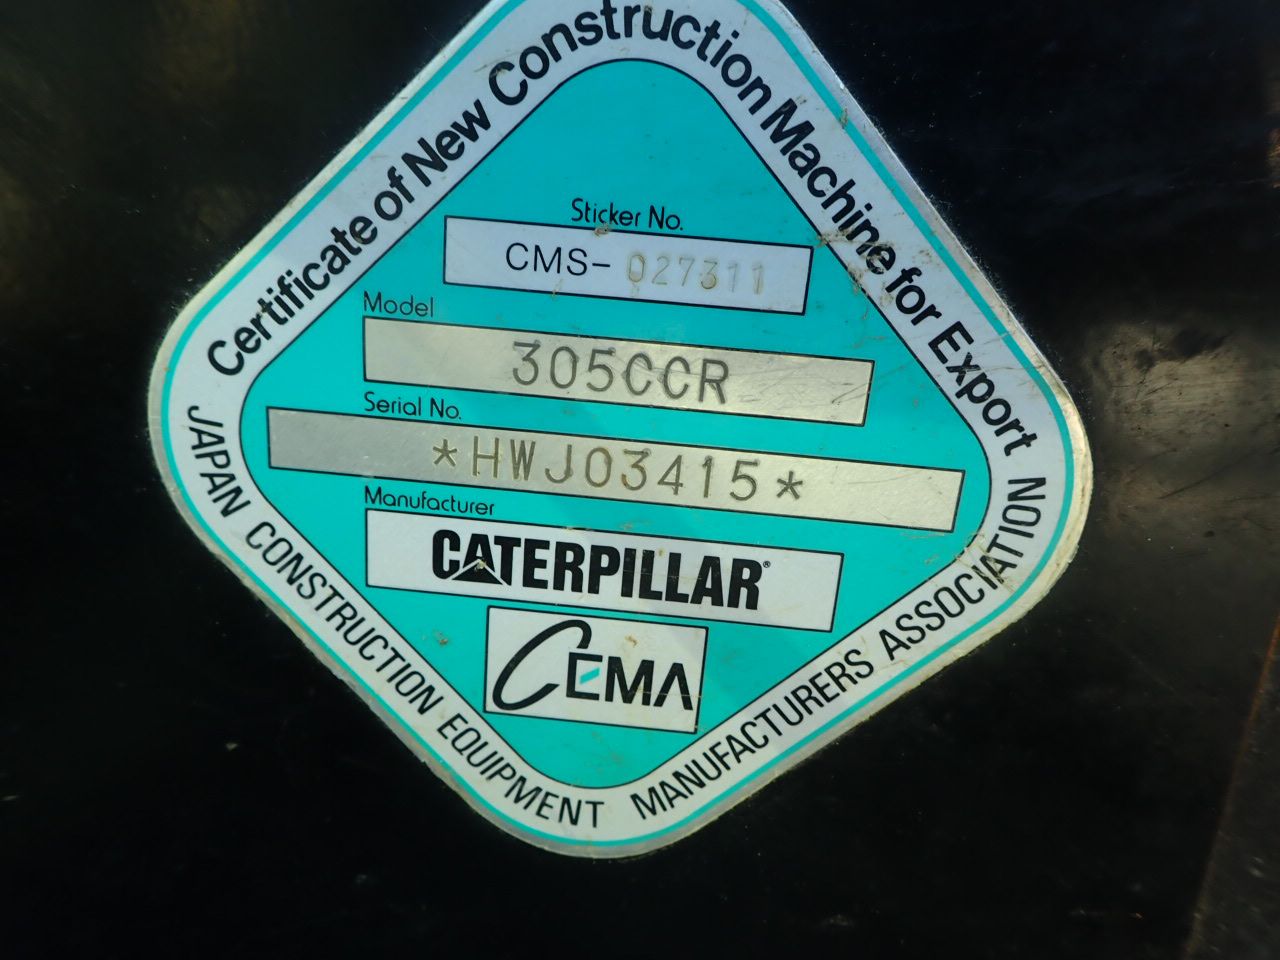 Certificate of New Construction Machine for Export
Sticker No.
CMS-027311
Model
305CCR
Serial No.
*HWJ03415*
Manufacturer
CATERPILLAR®
CEMA
JAPAN CONSTRUCTION EQUIPMENT MANUFACTURERS ASSOCIATION